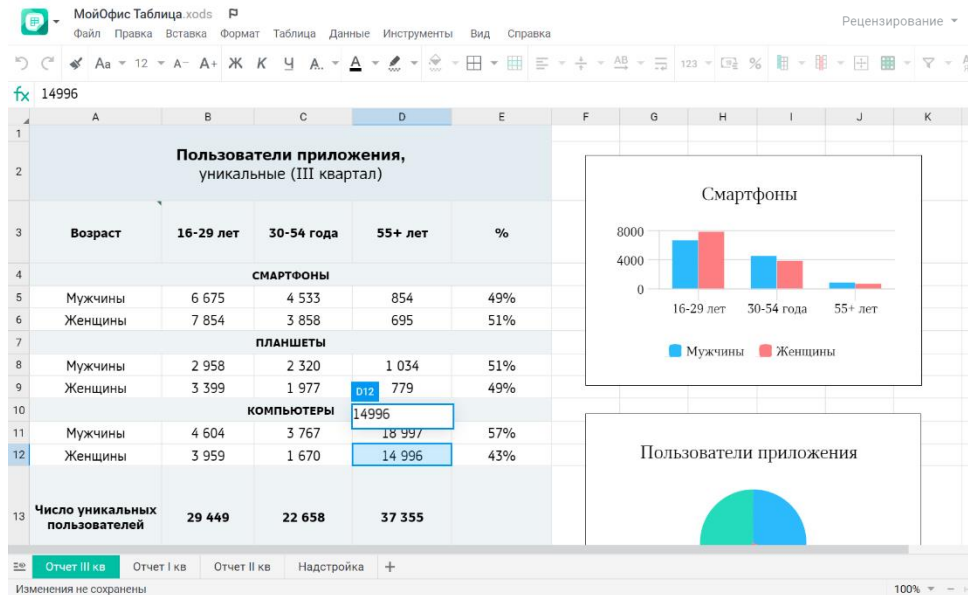 МойОфис Таблица.xods
Файл Правка Вставка Формат Таблица Данные Инструменты Вид Справка
Рецензирование
Aa 12 A− A+ Ж К Ч A. A AB 123 %
fx 14996
A B C D E F G H I J K
1
2 Пользователи приложения,
уникальные (III квартал)
3 Возраст 16-29 лет 30-54 года 55+ лет %
4 СМАРТФОНЫ
5 Мужчины 6 675 4 533 854 49%
6 Женщины 7 854 3 858 695 51%
7 ПЛАНШЕТЫ
8 Мужчины 2 958 2 320 1 034 51%
9 Женщины 3 399 1 977 D12 779 49%
10 КОМПЬЮТЕРЫ 14996
11 Мужчины 4 604 3 767 18 997 57%
12 Женщины 3 959 1 670 14 996 43%
13 Число уникальных
пользователей 29 449 22 658 37 355
Смартфоны
8000
4000
0
16-29 лет 30-54 года 55+ лет
Мужчины Женщины
Пользователи приложения
Отчет III кв Отчет I кв Отчет II кв Надстройка +
Изменения не сохранены
100% −